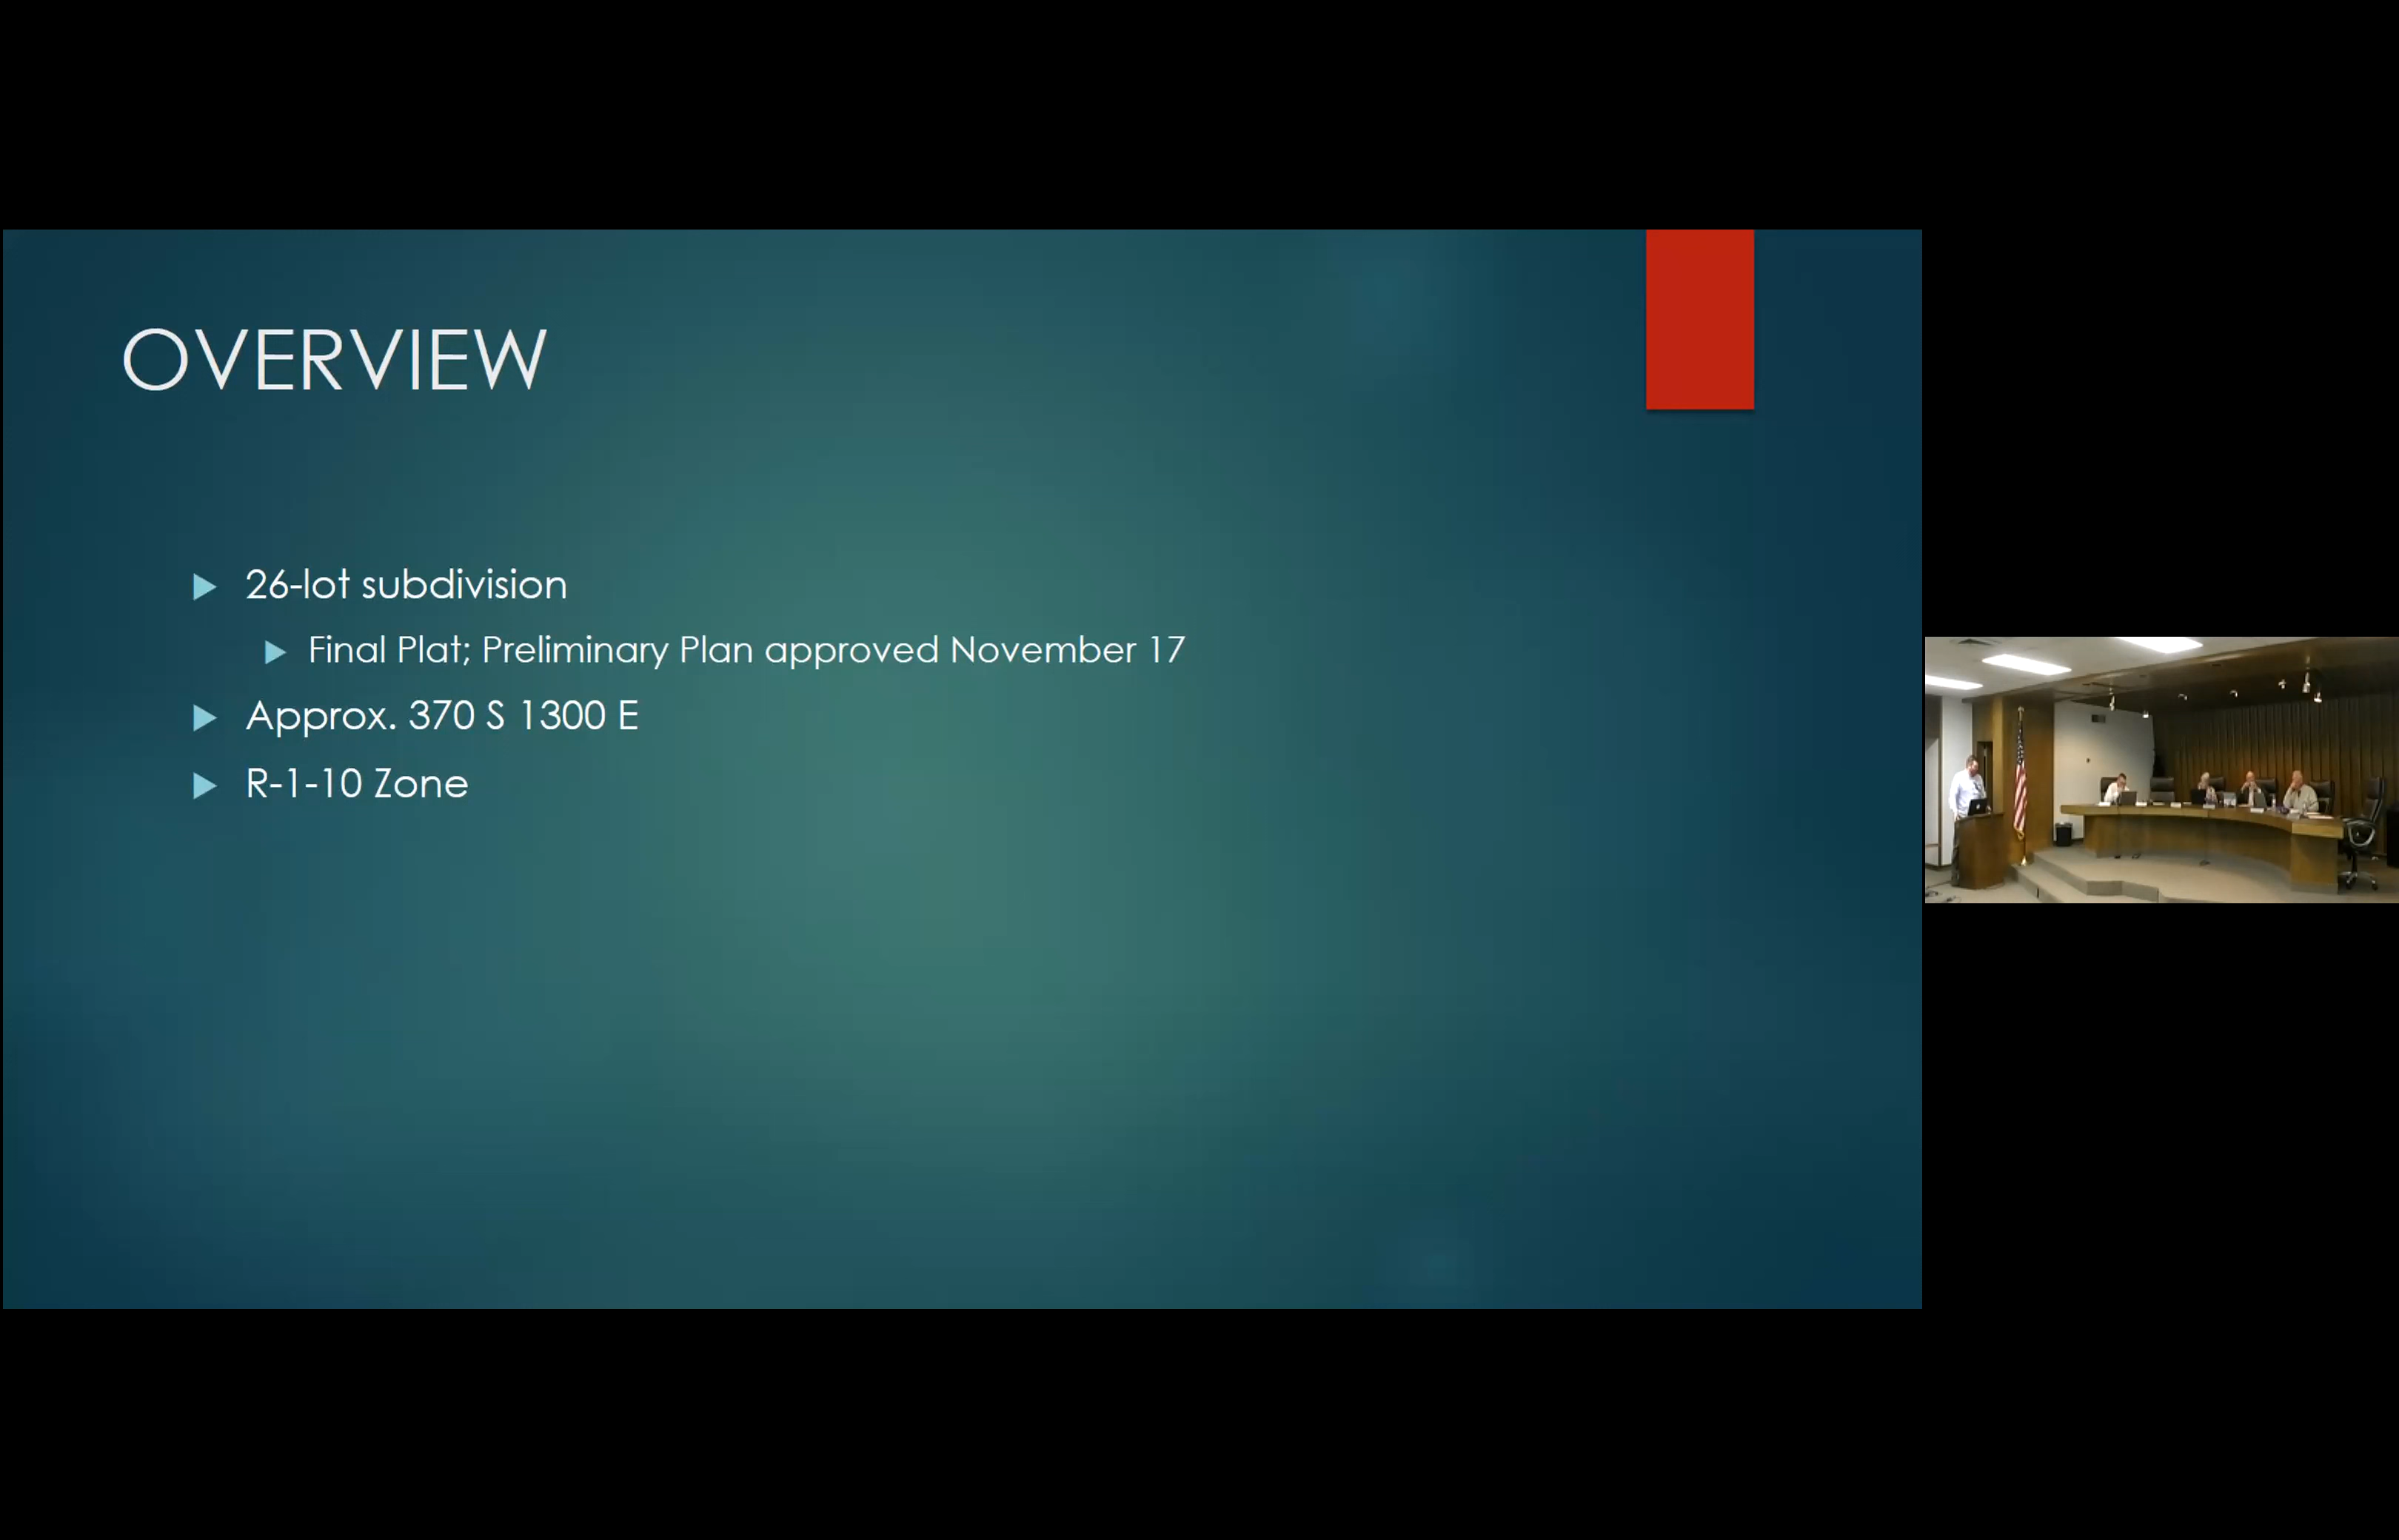 OVERVIEW
26-lot subdivision
Final Plat; Preliminary Plan approved November 17
Approx. 370 S 1300 E
R-1-10 Zone